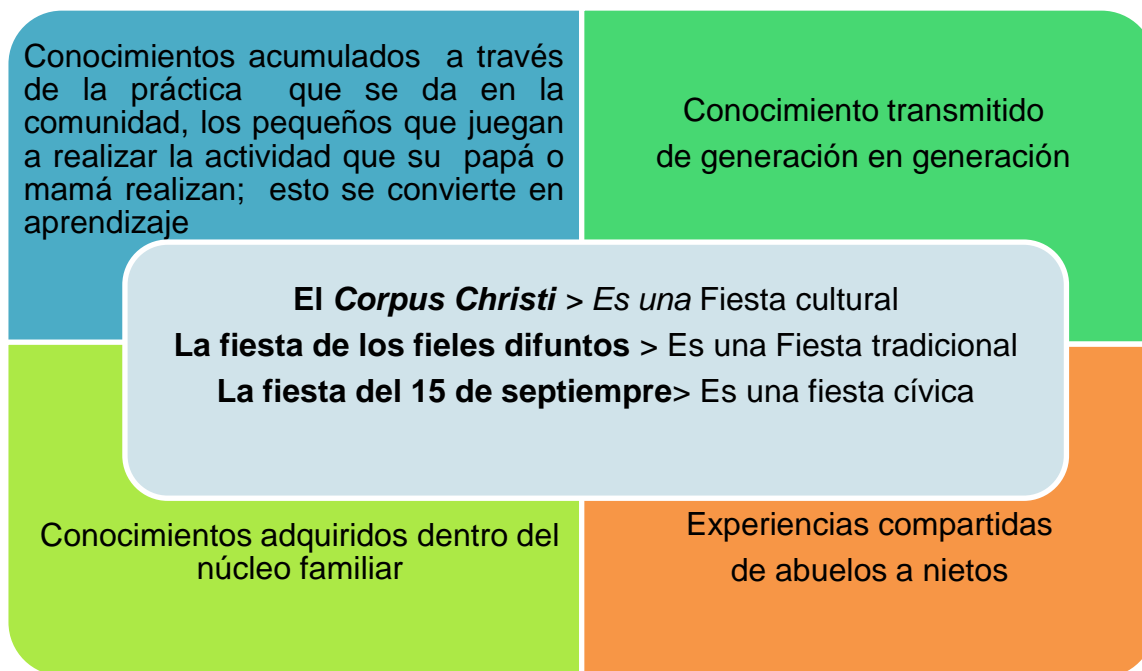 Conocimientos acumulados a través
de la práctica que se da en la
comunidad, los pequeños que juegan
a realizar la actividad que su papá o
mamá realizan; esto se convierte en
aprendizaje
Conocimiento transmitido
de generación en generación
El Corpus Christi > Es una Fiesta cultural
La fiesta de los fieles difuntos > Es una Fiesta tradicional
La fiesta del 15 de septiempre> Es una fiesta cívica
Conocimientos adquiridos dentro del
núcleo familiar
Experiencias compartidas
de abuelos a nietos